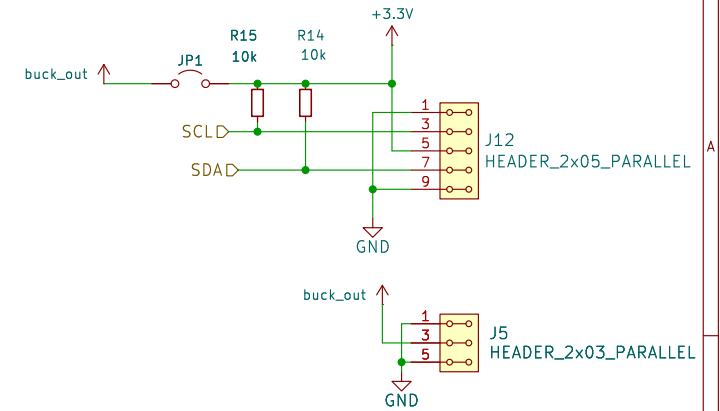 +3.3V
R15
10k
R14
10k
JP1
buck_out
SCL
SDA
1
3
5
7
9
J12
HEADER_2x05_PARALLEL
GND
A
buck_out
1
3
5
J5
HEADER_2x03_PARALLEL
GND